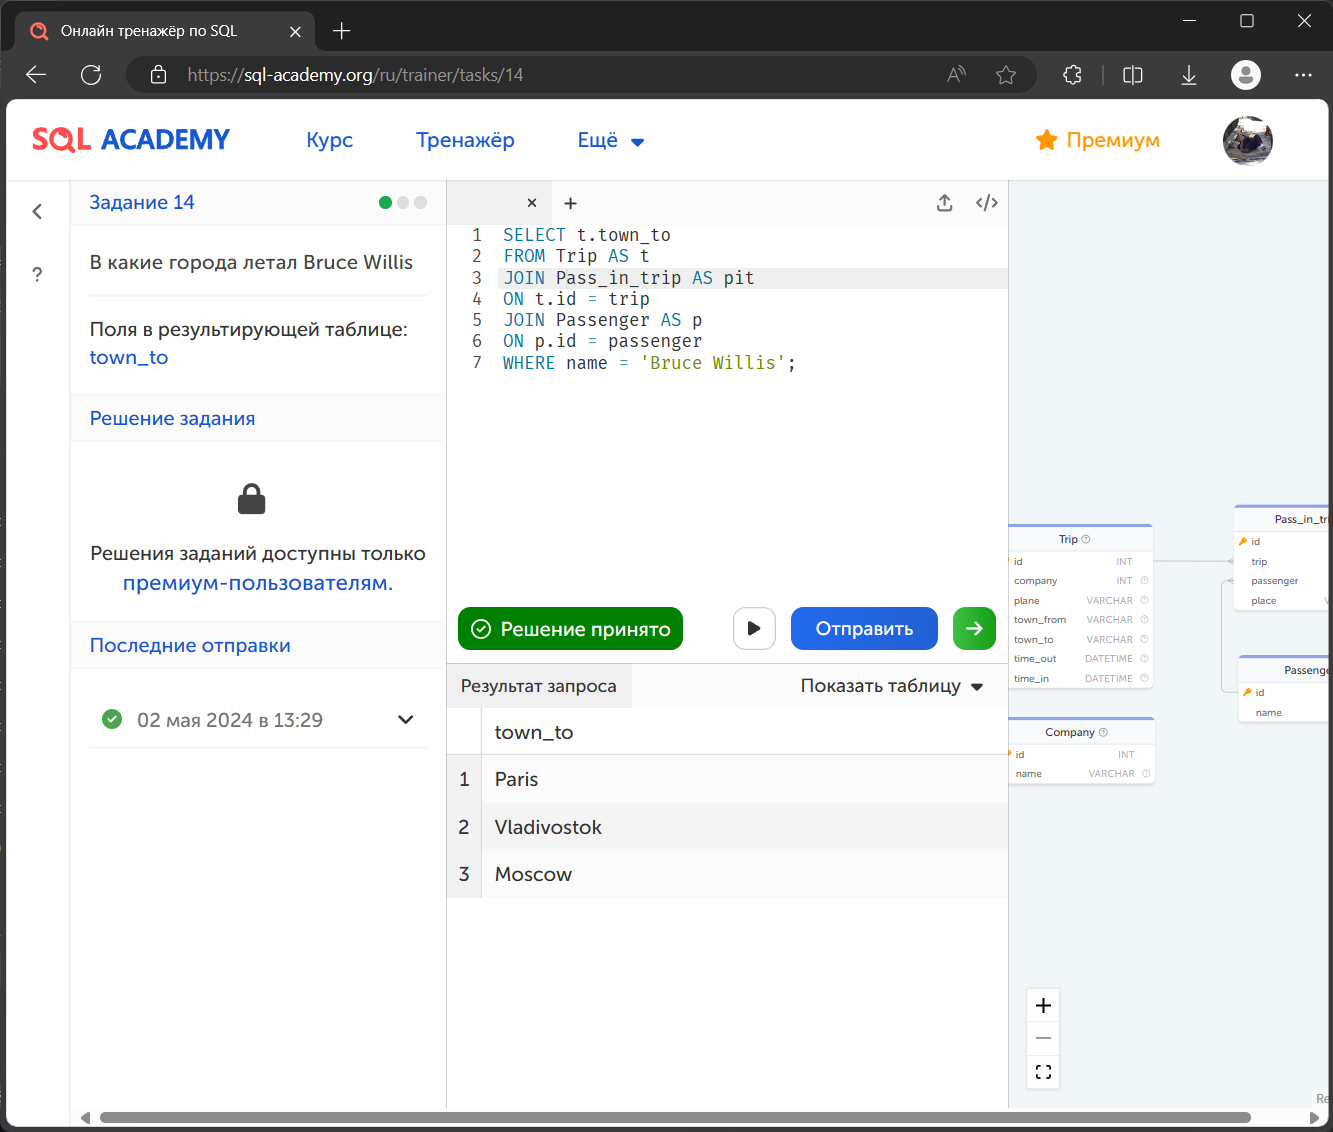 Онлайн тренажёр по SQL
https://sql-academy.org/ru/trainer/tasks/14
SQL ACADEMY
Курс
Тренажёр
Ещё
Премиум
Задание 14
В какие города летал Bruce Willis
Поля в результирующей таблице:
town_to
Решение задания
Решения заданий доступны только
премиум-пользователям.
Последние отправки
02 мая 2024 в 13:29
1 SELECT t.town_to
2 FROM Trip AS t
3 JOIN Pass_in_trip AS pit
4 ON t.id = trip
5 JOIN Passenger AS p
6 ON p.id = passenger
7 WHERE name = 'Bruce Willis';
Решение принято
Отправить
Результат запроса
Показать таблицу
town_to
1 Paris
2 Vladivostok
3 Moscow
Trip
id INT
company INT
plane VARCHAR
town_from VARCHAR
town_to VARCHAR
time_out DATETIME
time_in DATETIME
Company
id INT
name VARCHAR
Pass_in_tri
id
trip
passenger
place V
Passenge
id
name
Re